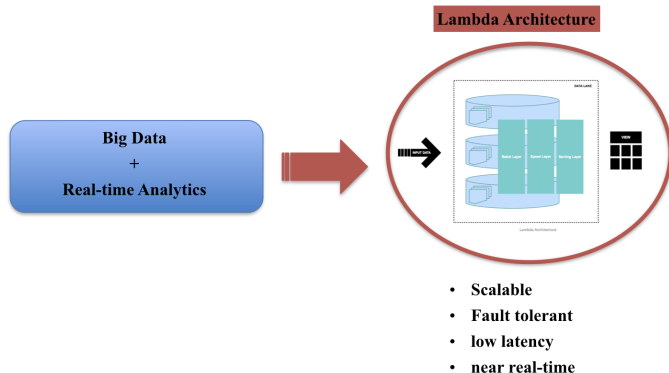 Lambda Architecture
Big Data
+
Real-time Analytics
DATA LAKE
INPUT DATA
Batch Layer
Speed Layer
Serving Layer
VIEW
Lambda Architecture
• Scalable
• Fault tolerant
• low latency
• near real-time